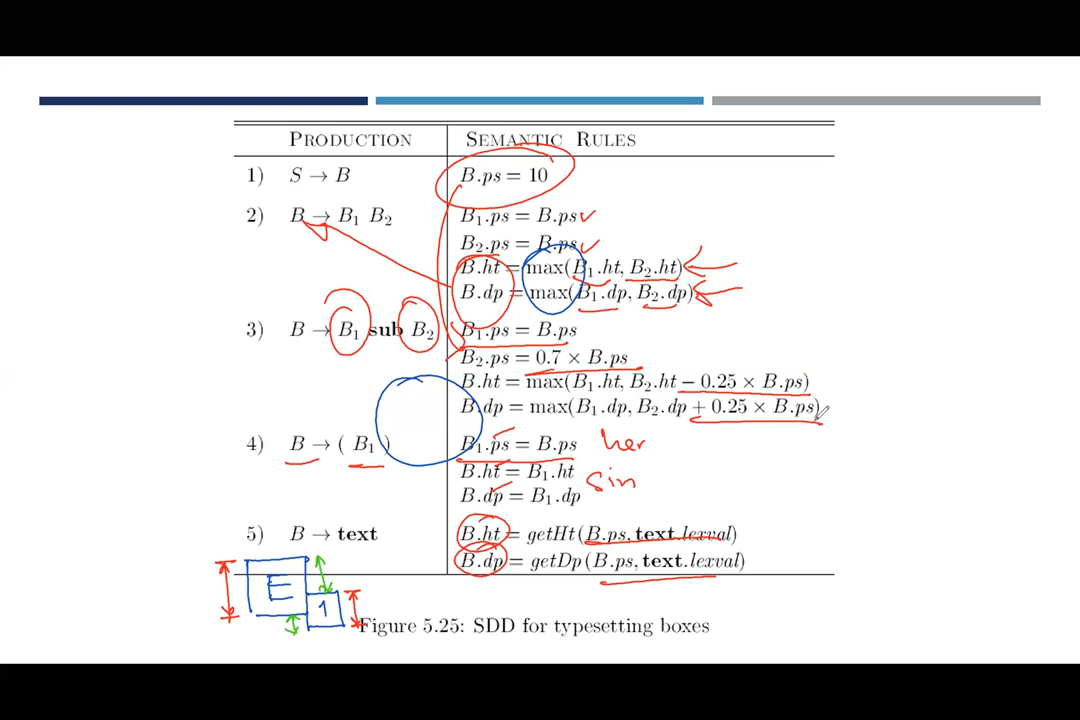 PRODUCTION SEMANTIC RULES
1) S → B B.ps = 10
2) B → B₁ B₂ B₁.ps = B.ps
B₂.ps = B.ps
B.ht = max(B₁.ht, B₂.ht)
B.dp = max(B₁.dp, B₂.dp)
3) B → B₁ sub B₂ B₁.ps = B.ps
B₂.ps = 0.7 × B.ps
B.ht = max(B₁.ht, B₂.ht − 0.25 × B.ps)
B.dp = max(B₁.dp, B₂.dp + 0.25 × B.ps)
4) B → ( B₁ ) B₁.ps = B.ps her
B.ht = B₁.ht
sin
B.dp = B₁.dp
5) B → text B.ht = getHt(B.ps, text.lexval)
B.dp = getDp(B.ps, text.lexval)
E 1
Figure 5.25: SDD for typesetting boxes